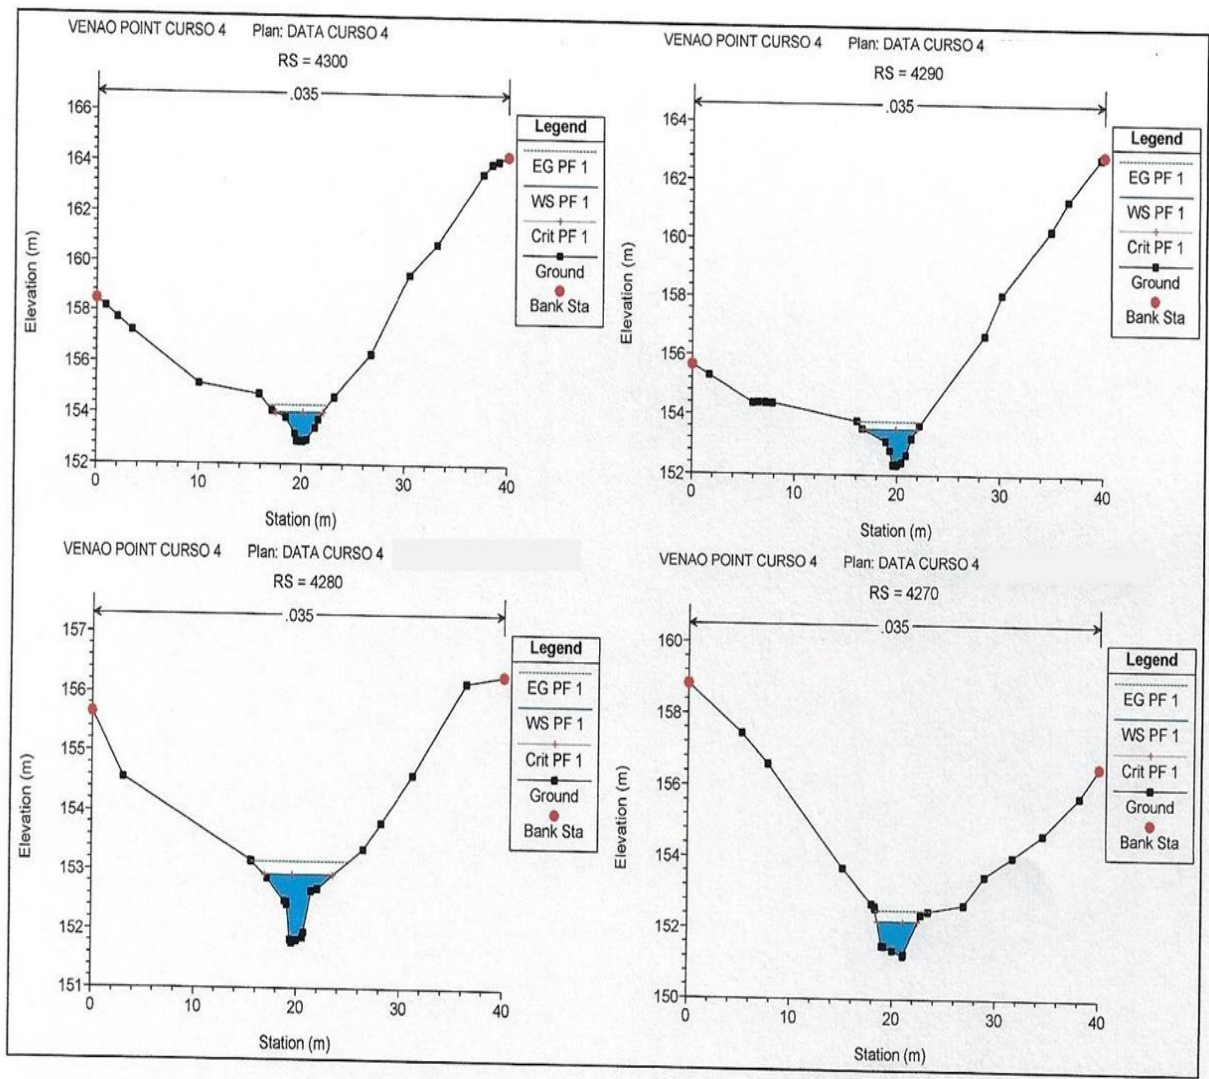 VENAO POINT CURSO 4 Plan: DATA CURSO 4
RS = 4300
.035
Elevation (m)
166
164
162
160
158
156
154
152
0 10 20 30 40
Station (m)
Legend
EG PF 1
WS PF 1
Crit PF 1
Ground
Bank Sta
VENAO POINT CURSO 4 Plan: DATA CURSO 4
RS = 4290
.035
Elevation (m)
164
162
160
158
156
154
152
0 10 20 30 40
Station (m)
Legend
EG PF 1
WS PF 1
Crit PF 1
Ground
Bank Sta
VENAO POINT CURSO 4 Plan: DATA CURSO 4
RS = 4280
.035
Elevation (m)
157
156
155
154
153
152
151
0 10 20 30 40
Station (m)
Legend
EG PF 1
WS PF 1
Crit PF 1
Ground
Bank Sta
VENAO POINT CURSO 4 Plan: DATA CURSO 4
RS = 4270
.035
Elevation (m)
160
158
156
154
152
150
0 10 20 30 40
Station (m)
Legend
EG PF 1
WS PF 1
Crit PF 1
Ground
Bank Sta